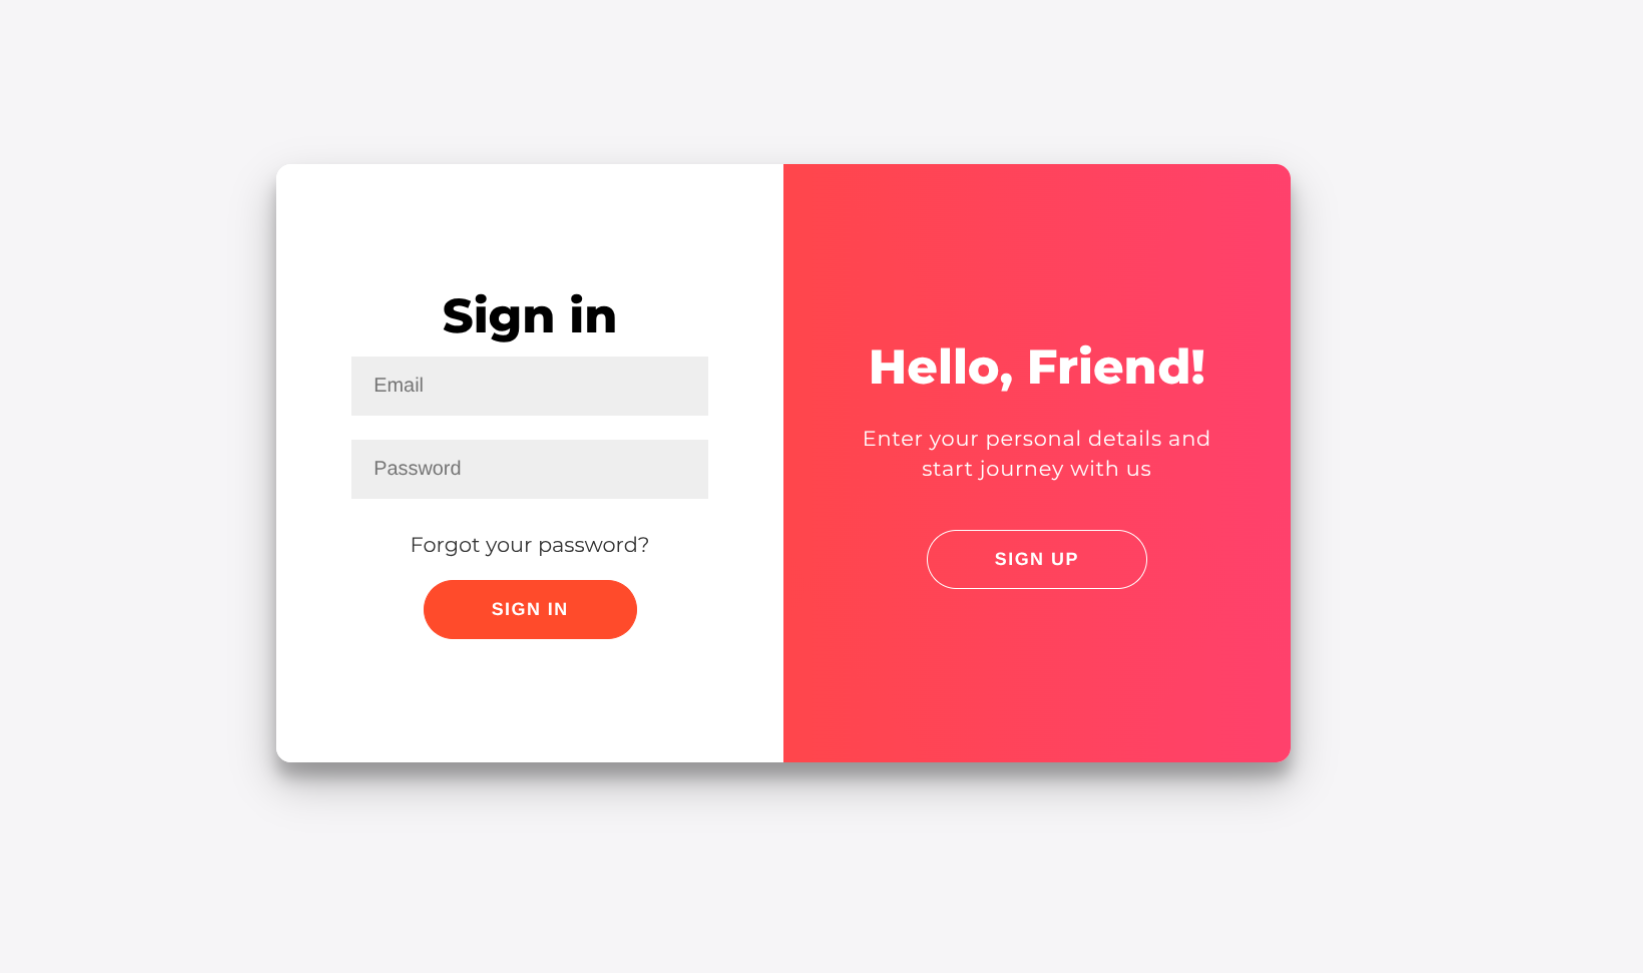 Sign in
Email
Password
Forgot your password?
SIGN IN
Hello, Friend!
Enter your personal details and
start journey with us
SIGN UP